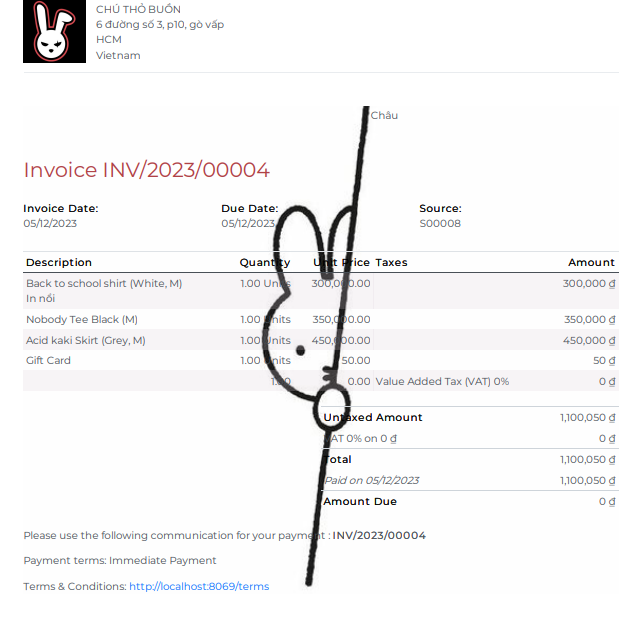 CHÚ THỎ BUỒN
6 đường số 3, p10, gò vấp
HCM
Vietnam
Châu
Invoice INV/2023/00004
Invoice Date: Due Date: Source:
05/12/2023 05/12/2023 S00008
Description Quantity Unit Price Taxes Amount
Back to school shirt (White, M) 1.00 Units 300,000.00 300,000 ₫
In nổi
Nobody Tee Black (M) 1.00 Units 350,000.00 350,000 ₫
Acid kaki Skirt (Grey, M) 1.00 Units 450,000.00 450,000 ₫
Gift Card 1.00 Units 50.00 50 ₫
1.00 0.00 Value Added Tax (VAT) 0% 0 ₫
Untaxed Amount 1,100,050 ₫
VAT 0% on 0 ₫ 0 ₫
Total 1,100,050 ₫
Paid on 05/12/2023 1,100,050 ₫
Amount Due 0 ₫
Please use the following communication for your payment : INV/2023/00004
Payment terms: Immediate Payment
Terms & Conditions: http://localhost:8069/terms